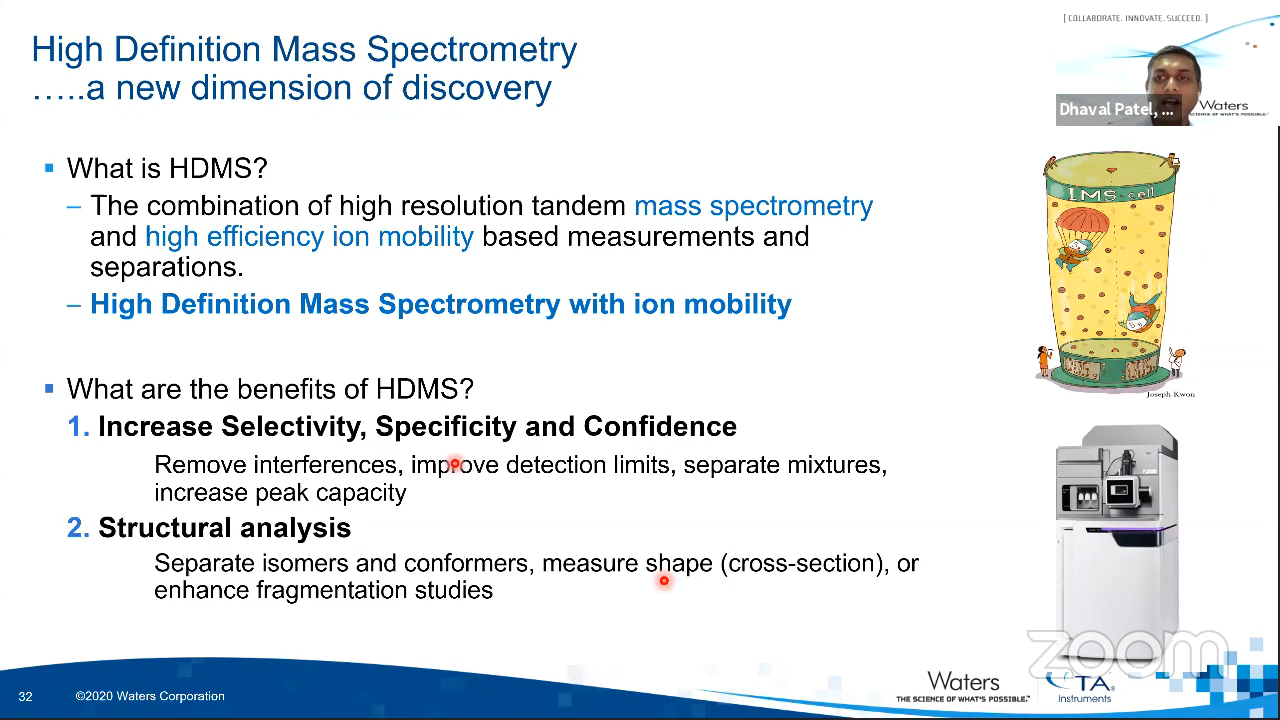 [ COLLABORATE. INNOVATE. SUCCEED. ]
High Definition Mass Spectrometry
…..a new dimension of discovery
Dhaval Patel, ...
Waters
SCIENCE OF WHAT'S POSSIBLE.™
What is HDMS?
– The combination of high resolution tandem mass spectrometry
and high efficiency ion mobility based measurements and
separations.
– High Definition Mass Spectrometry with ion mobility
IMS-cell
Joseph Kwon
What are the benefits of HDMS?
1. Increase Selectivity, Specificity and Confidence
Remove interferences, improve detection limits, separate mixtures,
increase peak capacity
2. Structural analysis
Separate isomers and conformers, measure shape (cross-section), or
enhance fragmentation studies
zoom
32
©2020 Waters Corporation
Waters
THE SCIENCE OF WHAT'S POSSIBLE.™
TA
Instruments